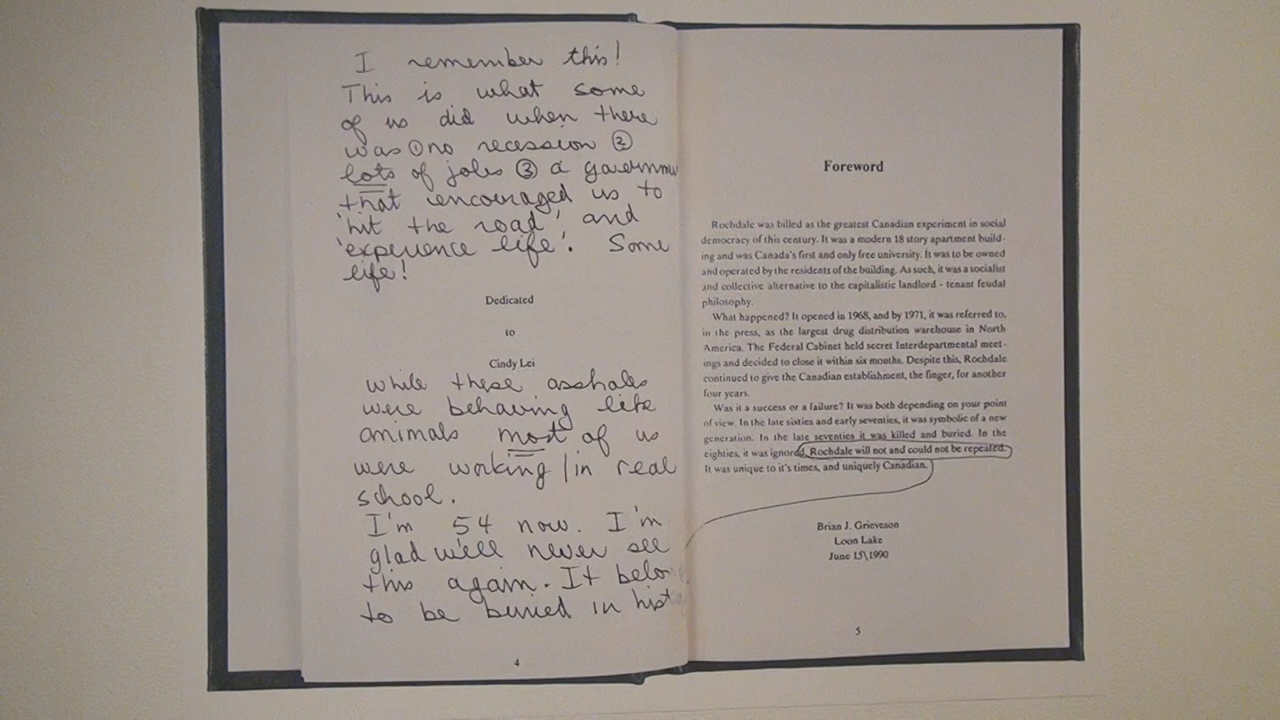 I remember this!
This is what some
of us did when there
was ① no recession ②
lots of jobs ③ a governm
that encouraged us to
'hit the road' and
'experience life'. Some
life!
Dedicated
to
Cindy Lei
while these assholes
were behaving like
animals most of us
were working/in real
school.
I'm 54 now. I'm
glad we'll never see
this again. It belo
to be buried in hist
4
Foreword
Rochdale was billed as the greatest Canadian experiment in social
democracy of this century. It was a modern 18 story apartment build-
ing and was Canada's first and only free university. It was to be owned
and operated by the residents of the building. As such, it was a socialist
and collective alternative to the capitalistic landlord - tenant feudal
philosophy.
What happened? It opened in 1968, and by 1971, it was referred to,
in the press, as the largest drug distribution warehouse in North
America. The Federal Cabinet held secret Interdepartmental meet-
ings and decided to close it within six months. Despite this, Rochdale
continued to give the Canadian establishment, the finger, for another
four years.
Was it a success or a failure? It was both depending on your point
of view. In the late sixties and early seventies, it was symbolic of a new
generation. In the late seventies it was killed and buried. In the
eighties, it was ignored. Rochdale will not and could not be repeated.
It was unique to it's times, and uniquely Canadian.
Brian J. Grieveson
Loon Lake
June 15\1990
5